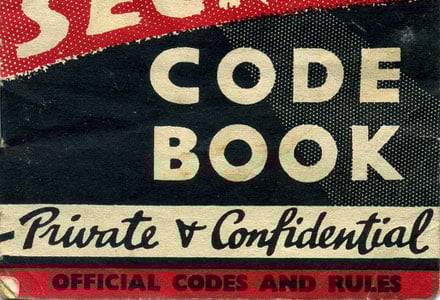 CODE
BOOK
Private & Confidential
OFFICIAL CODES AND RULES